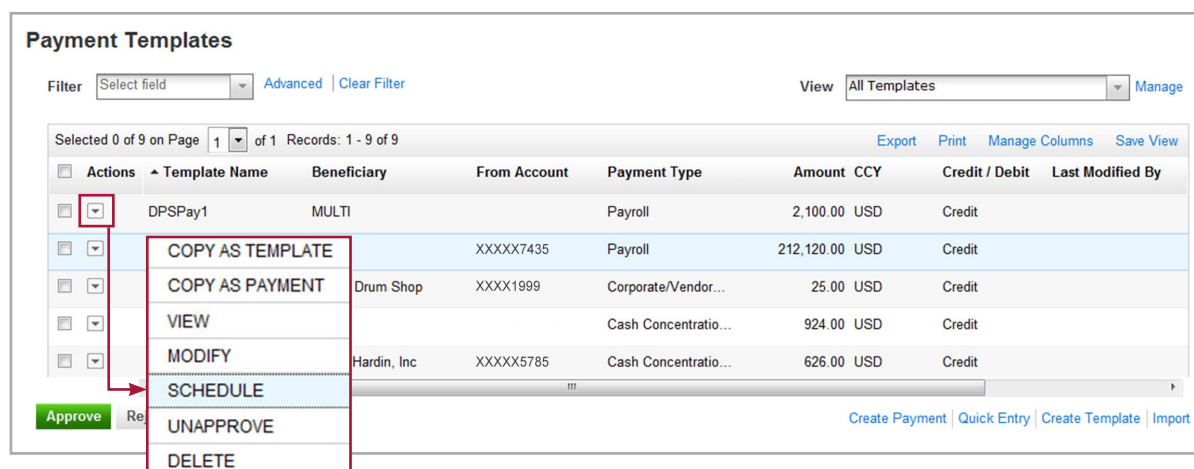 Payment Templates
Filter Select field Advanced Clear Filter View All Templates Manage
Selected 0 of 9 on Page 1 of 1 Records: 1 - 9 of 9 Export Print Manage Columns Save View
Actions Template Name Beneficiary From Account Payment Type Amount CCY Credit / Debit Last Modified By
DPSPay1 MULTI Payroll 2,100.00 USD Credit
XXXXX7435 Payroll 212,120.00 USD Credit
Drum Shop XXXX1999 Corporate/Vendor... 25.00 USD Credit
Cash Concentratio... 924.00 USD Credit
Hardin, Inc XXXXX5785 Cash Concentratio... 626.00 USD Credit
COPY AS TEMPLATE
COPY AS PAYMENT
VIEW
MODIFY
SCHEDULE
UNAPPROVE
DELETE
Approve Create Payment Quick Entry Create Template Import